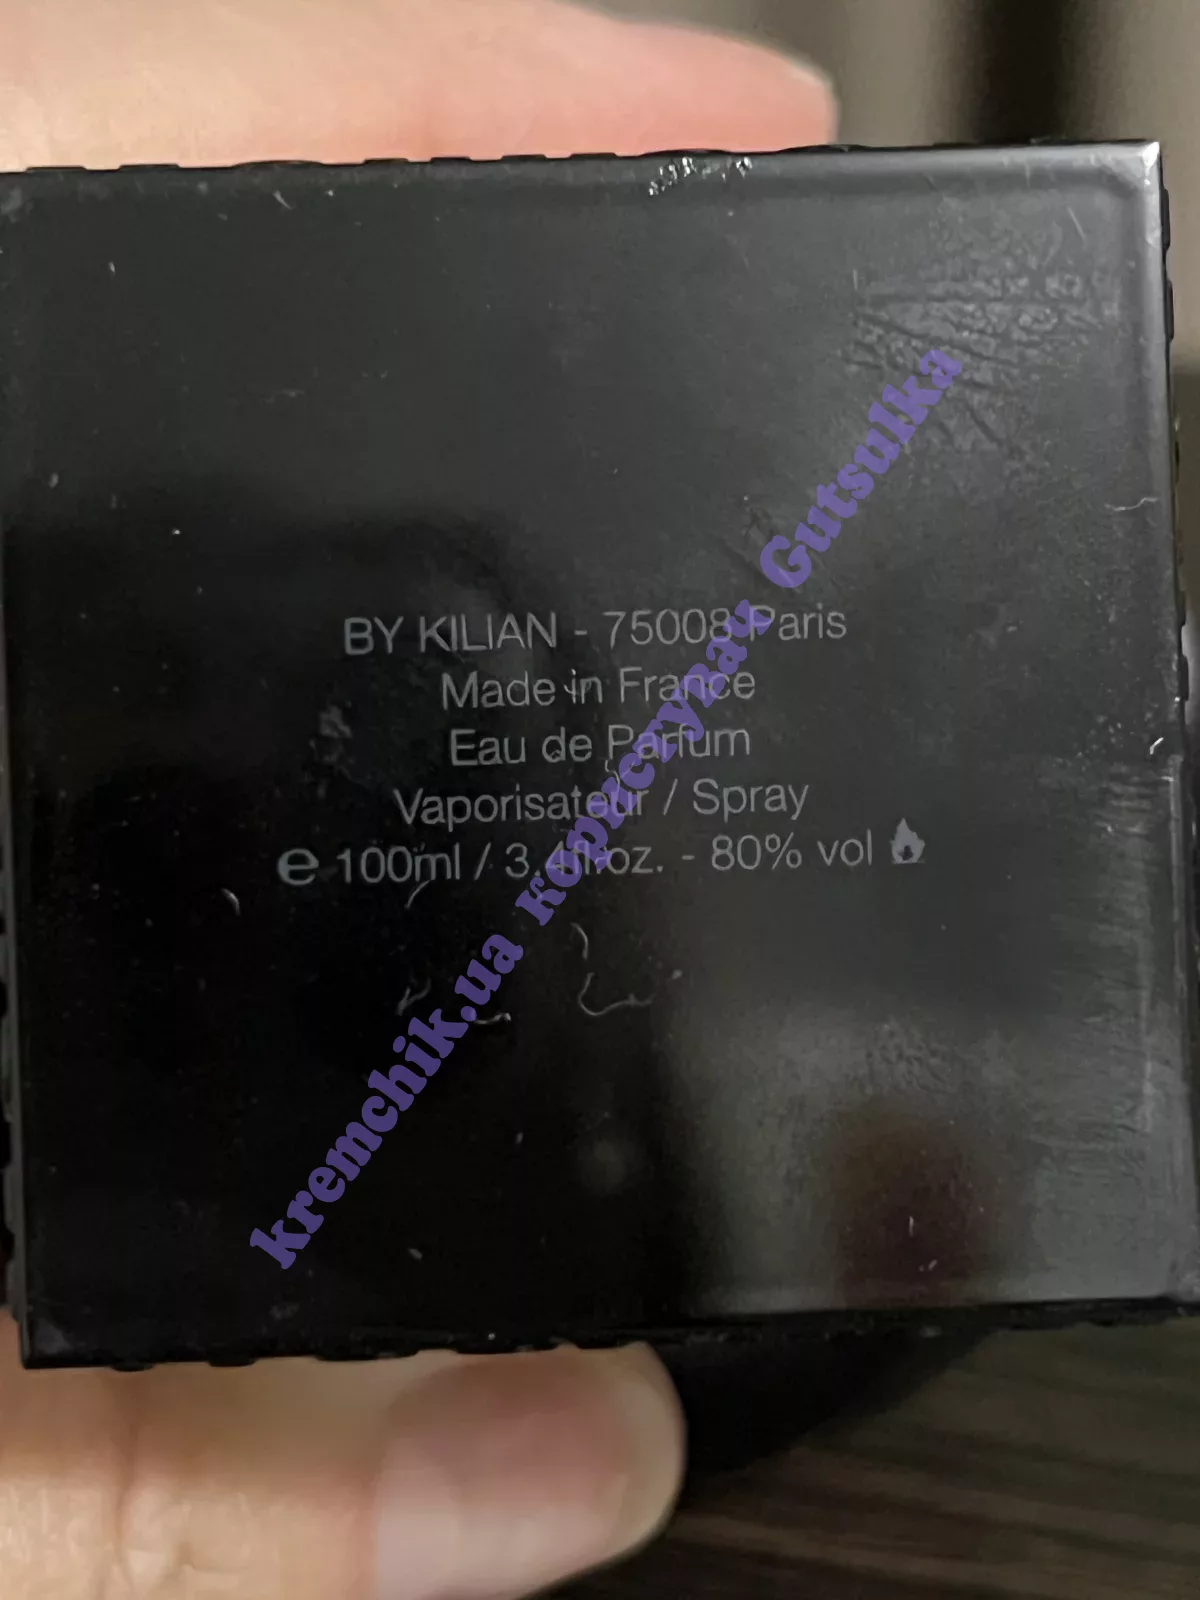 BY KILIAN - 75008 Paris
Made in France
Eau de Parfum
Vaporisateur / Spray
℮ 100ml / 3.4fl.oz. - 80% vol
kremchik.ua користувач Gutsulka